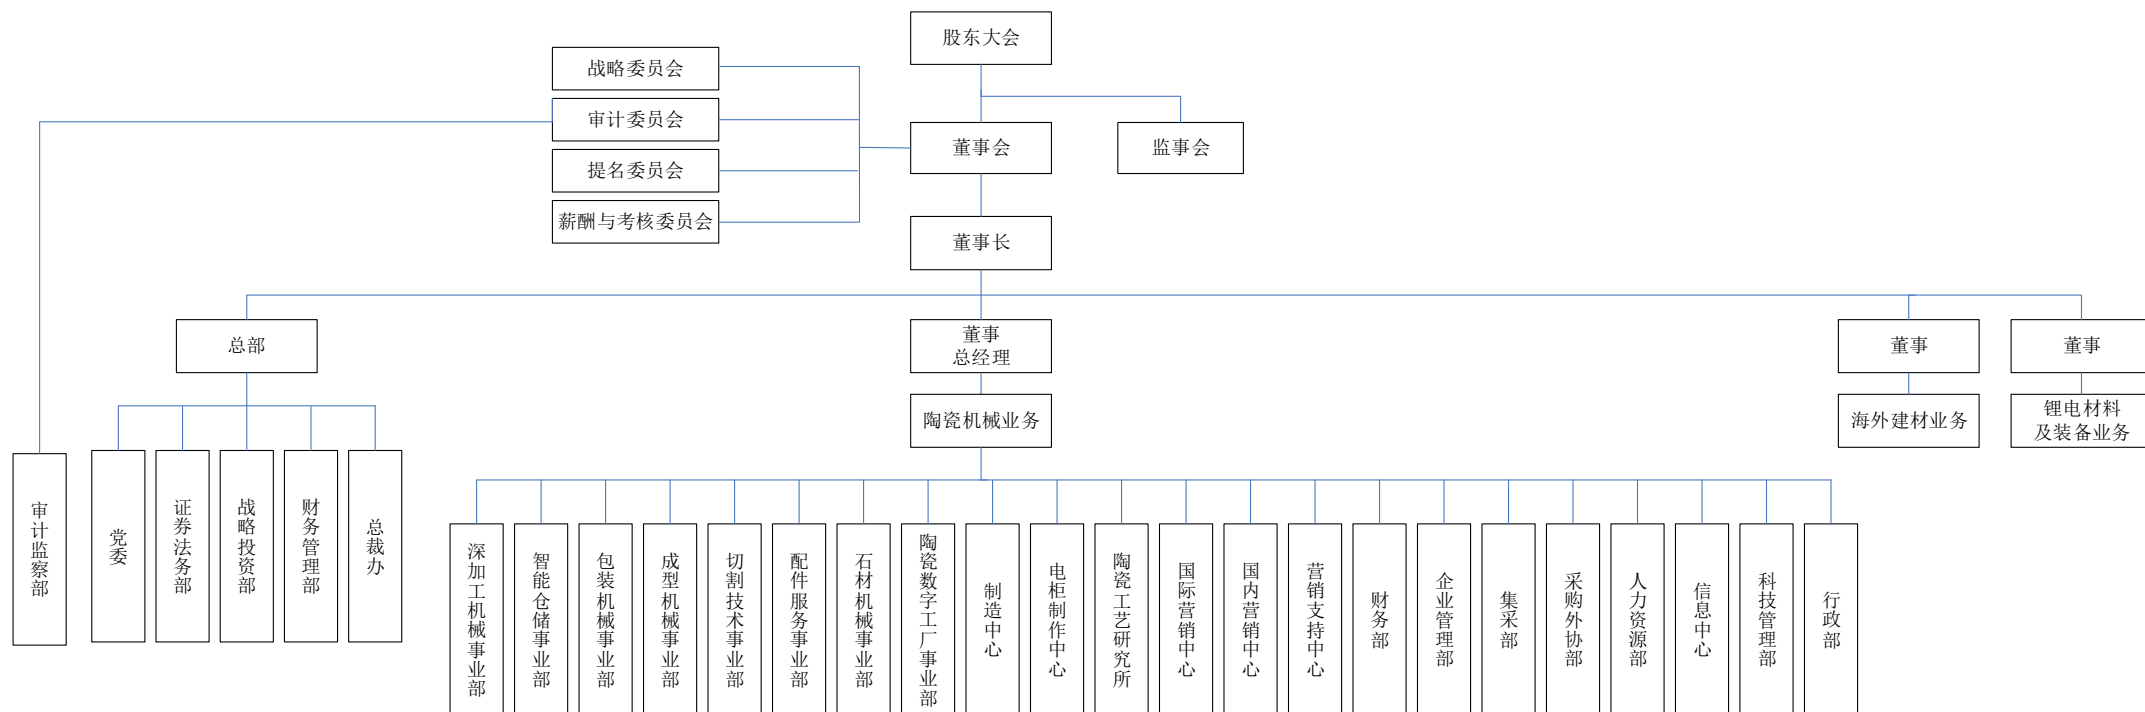 股东大会
战略委员会
审计委员会
提名委员会
薪酬与考核委员会
董事会
监事会
董事长
总部
董事
总经理
董事
董事
陶瓷机械业务
海外建材业务
锂电材料
及装备业务
审计监察部
党委
证券法务部
战略投资部
财务管理部
总裁办
深加工机械事业部
智能仓储事业部
包装机械事业部
成型机械事业部
切割技术事业部
配件服务事业部
石材机械事业部
陶瓷数字工厂事业部
制造中心
电柜制作中心
陶瓷工艺研究所
国际营销中心
国内营销中心
营销支持中心
财务部
企业管理部
集采部
采购外协部
人力资源部
信息中心
科技管理部
行政部